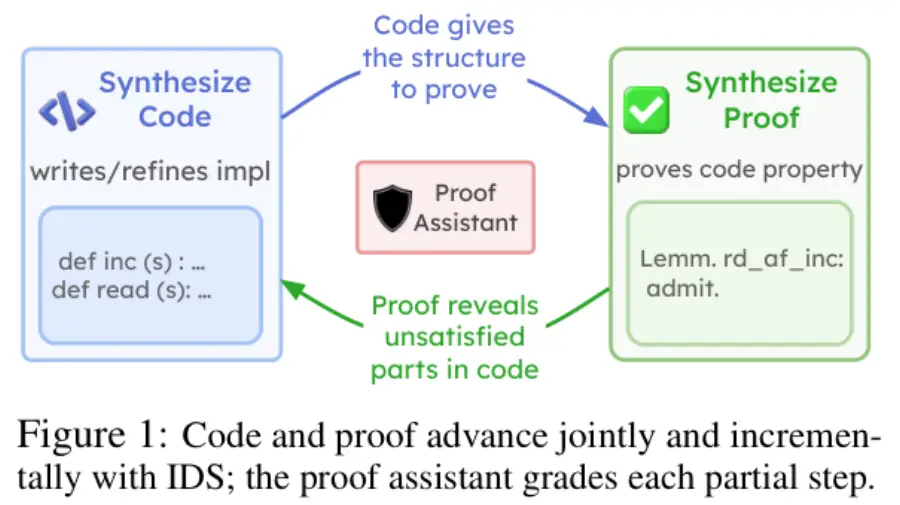 Code gives
the structure
to prove
</> Synthesize
Code
writes/refines impl
def inc (s) : ...
def read (s): ...
Proof
Assistant
Synthesize
Proof
proves code property
Lemm. rd_af_inc:
admit.
Proof reveals
unsatisfied
parts in code
Figure 1: Code and proof advance jointly and incremen-
tally with IDS; the proof assistant grades each partial step.